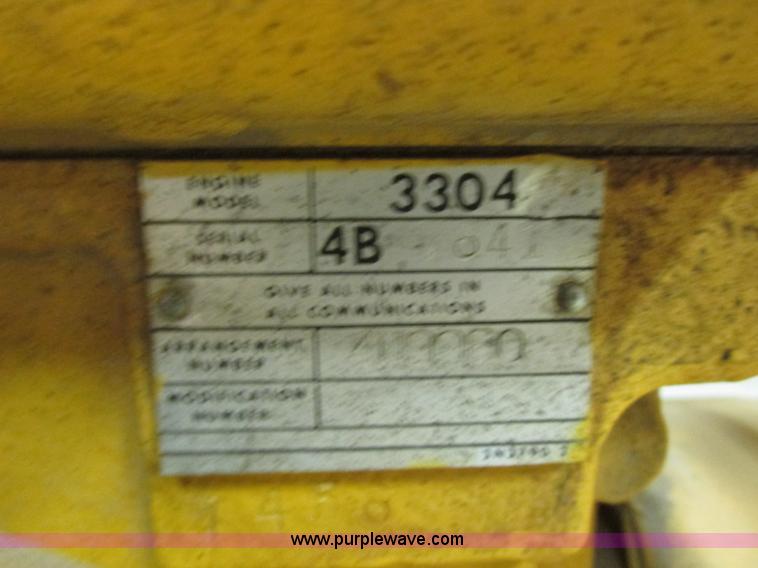 ENGINE MODEL 3304
SERIAL NUMBER 4B
GIVE ALL NUMBERS IN
ALL COMMUNICATIONS
ARRANGEMENT NUMBER
MODIFICATION NUMBER
www.purplewave.com